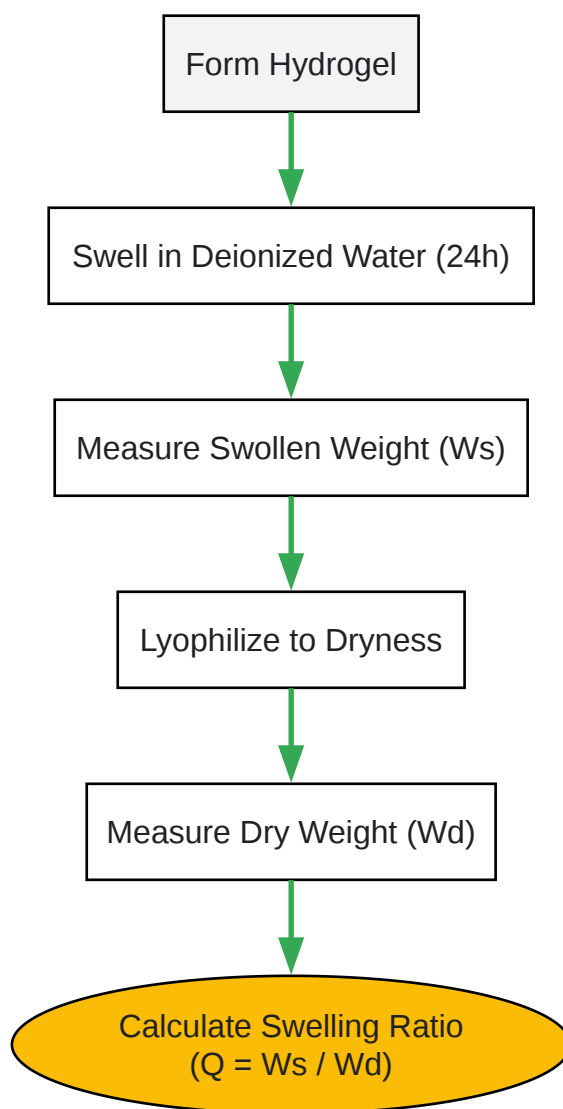 Form Hydrogel
Swell in Deionized Water (24h)
Measure Swollen Weight (Ws)
Lyophilize to Dryness
Measure Dry Weight (Wd)
Calculate Swelling Ratio
(Q = Ws / Wd)